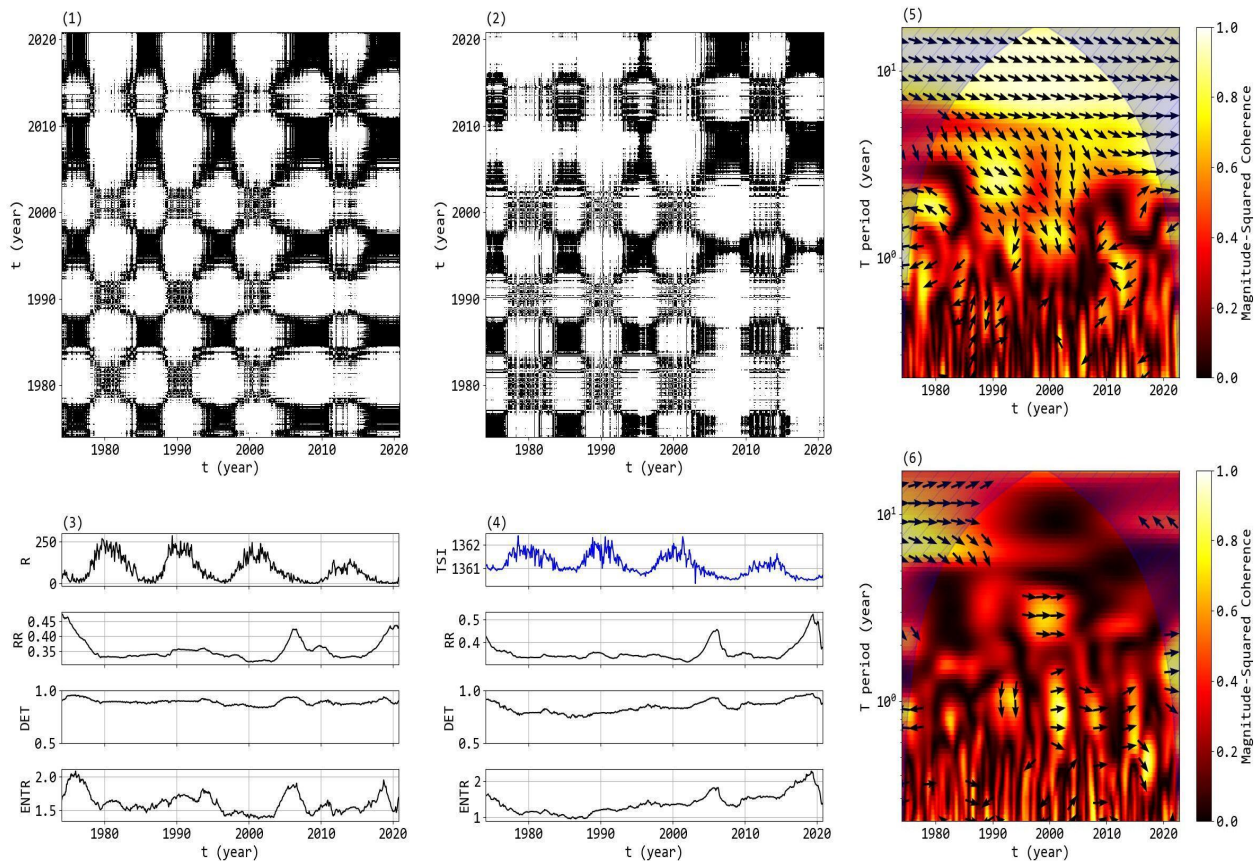 (1)
t (year)
2020
2010
2000
1990
1980
1980 1990 2000 2010 2020
t (year)
(2)
t (year)
2020
2010
2000
1990
1980
1980 1990 2000 2010 2020
t (year)
(5)
T period (year)
10¹
10⁰
1980 1990 2000 2010 2020
t (year)
1.0
0.8
0.6
0.4
0.2
0.0
Magnitude-Squared Coherence
(3)
R
250
0
RR
0.45
0.40
0.35
DET
1.0
0.5
ENTR
2.0
1.5
1980 1990 2000 2010 2020
t (year)
(4)
TSI
1362
1361
RR
0.5
0.4
DET
1.0
0.5
ENTR
2
1
1980 1990 2000 2010 2020
t (year)
(6)
T period (year)
10¹
10⁰
1980 1990 2000 2010 2020
t (year)
1.0
0.8
0.6
0.4
0.2
0.0
Magnitude-Squared Coherence